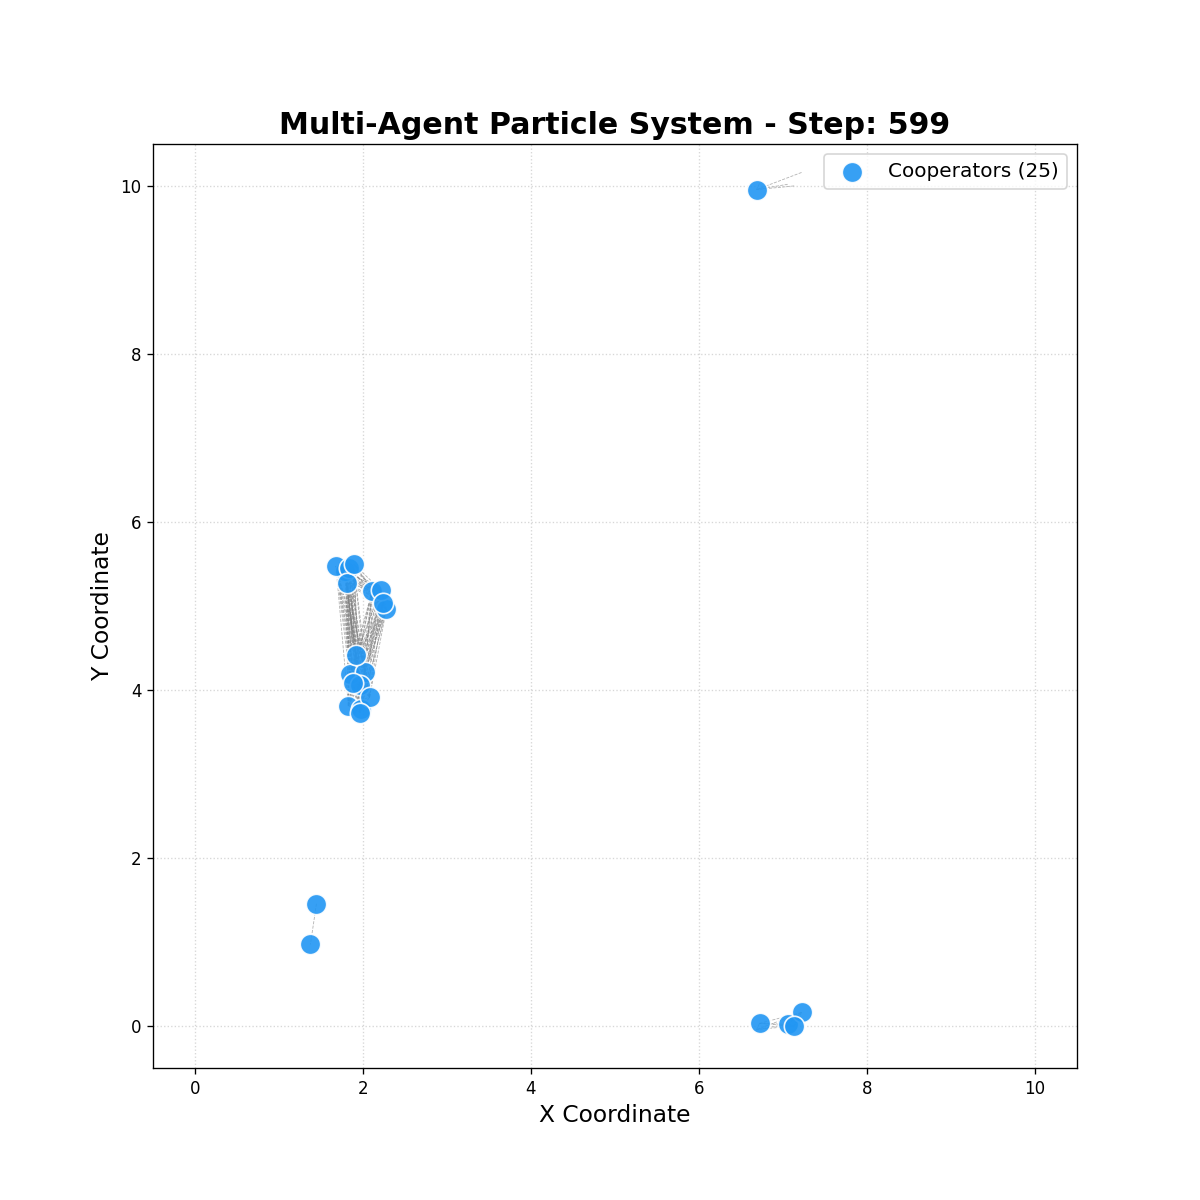 Multi-Agent Particle System - Step: 599
Cooperators (25)
10
8
6
4
2
0
Y Coordinate
0 2 4 6 8 10
X Coordinate